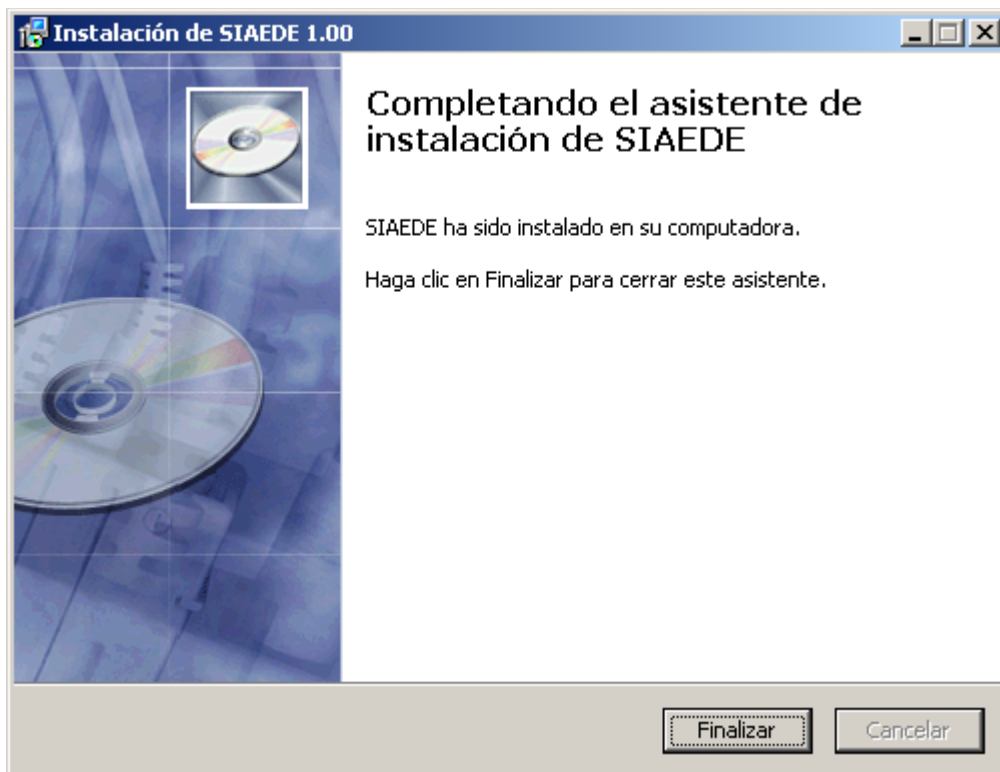 Instalación de SIAEDE 1.00
Completando el asistente de
instalación de SIAEDE
SIAEDE ha sido instalado en su computadora.
Haga clic en Finalizar para cerrar este asistente.
Finalizar
Cancelar